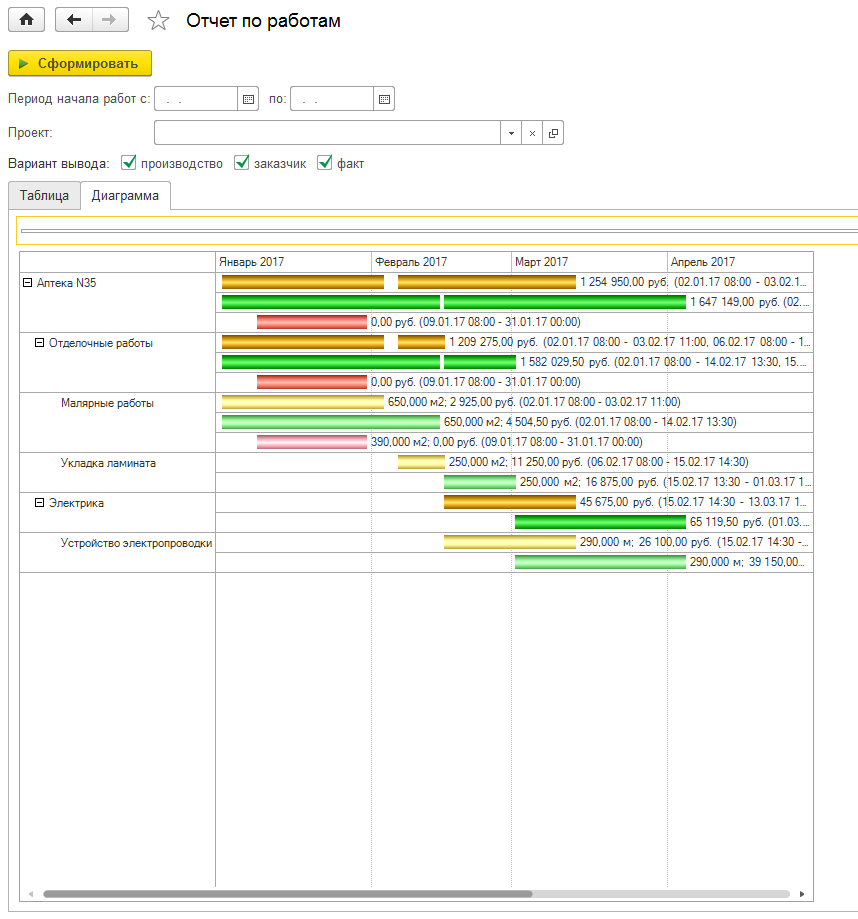 Отчет по работам
Сформировать
Период начала работ с: . . по: . .
Проект:
Вариант вывода: производство заказчик факт
Таблица Диаграмма
Январь 2017 Февраль 2017 Март 2017 Апрель 2017
Аптека N35 1 254 950,00 руб. (02.01.17 08:00 - 03.02.1...
1 647 149,00 руб. (02....
0,00 руб. (09.01.17 08:00 - 31.01.17 00:00)
Отделочные работы 1 209 275,00 руб. (02.01.17 08:00 - 03.02.17 11:00, 06.02.17 08:00 - 1...
1 582 029,50 руб. (02.01.17 08:00 - 14.02.17 13:30, 15....
0,00 руб. (09.01.17 08:00 - 31.01.17 00:00)
Малярные работы 650,000 м2; 2 925,00 руб. (02.01.17 08:00 - 03.02.17 11:00)
650,000 м2; 4 504,50 руб. (02.01.17 08:00 - 14.02.17 13:30)
390,000 м2; 0,00 руб. (09.01.17 08:00 - 31.01.17 00:00)
Укладка ламината 250,000 м2; 11 250,00 руб. (06.02.17 08:00 - 15.02.17 14:30)
250,000 м2; 16 875,00 руб. (15.02.17 13:30 - 01.03.17 1...
Электрика 45 675,00 руб. (15.02.17 14:30 - 13.03.17 1...
65 119,50 руб. (01.03....
Устройство электропроводки 290,000 м; 26 100,00 руб. (15.02.17 14:30 -...
290,000 м; 39 150,00...